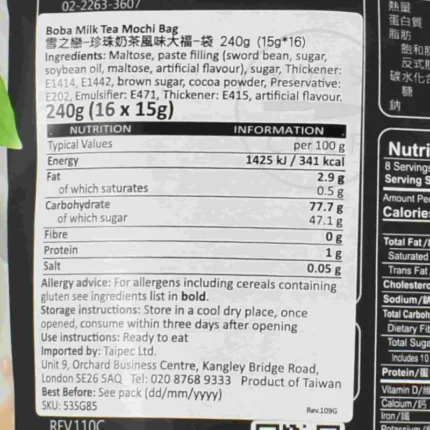 02-2263-3607
Boba Milk Tea Mochi Bag
雪之戀-珍珠奶茶風味大福-袋 240g (15g*16)
Ingredients: Maltose, paste filling (sword bean, sugar,
soybean oil, maltose, artificial flavour), sugar, Thickener:
E1414, E1442, brown sugar, cocoa powder, Preservative:
E202, Emulsifier: E471, Thickener: E415, artificial flavour.
240g (16 x 15g)
NUTRITION INFORMATION
Typical Values per 100 g
Energy 1425 kJ / 341 kcal
Fat 2.9 g
of which saturates 0.5 g
Carbohydrate 77.7 g
of which sugar 47.1 g
Fibre 0 g
Protein 1 g
Salt 0.05 g
Allergy advice: For allergens including cereals containing
gluten see ingredients list in bold.
Storage instructions: Store in a cool dry place, once
opened, consume within three days after opening
Use instructions: Ready to eat
Imported by: Taipec Ltd.
Unit 9, Orchard Business Centre, Kangley Bridge Road,
London SE26 5AQ Tel: 020 8768 9333 Product of Taiwan
Best Before: See pack (dd/mm/yyyy)
SKU: 535G85
Rev.109G
REV110C
熱量
蛋白質
脂肪
飽和
反式
碳水化
糖
鈉
Nutri
8 Servings
Serving S
Amount Pe
Calorie
Total Fat/
Saturated
Trans Fat
Cholestero
Sodium/
Total Carboh
Dietary Fib
Total Suga
Includes 10
Protein/
Vitamin D/
Calcium/鈣
Iron/鐵
Potassium/